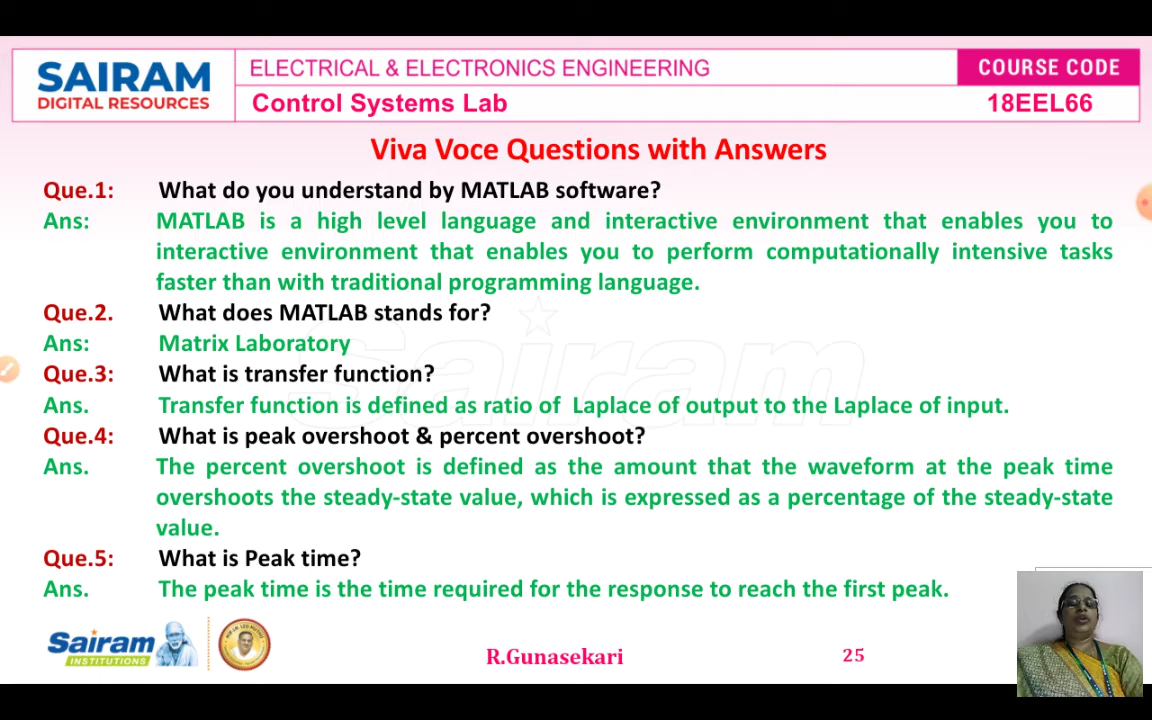 SAIRAM
DIGITAL RESOURCES
ELECTRICAL & ELECTRONICS ENGINEERING
COURSE CODE
Control Systems Lab
18EEL66
Viva Voce Questions with Answers
Que.1: What do you understand by MATLAB software?
Ans: MATLAB is a high level language and interactive environment that enables you to
interactive environment that enables you to perform computationally intensive tasks
faster than with traditional programming language.
Que.2. What does MATLAB stands for?
Ans: Matrix Laboratory
Que.3: What is transfer function?
Ans. Transfer function is defined as ratio of Laplace of output to the Laplace of input.
Que.4: What is peak overshoot & percent overshoot?
Ans. The percent overshoot is defined as the amount that the waveform at the peak time
overshoots the steady-state value, which is expressed as a percentage of the steady-state
value.
Que.5: What is Peak time?
Ans. The peak time is the time required for the response to reach the first peak.
Sairam
Sairam
INSTITUTIONS
R.Gunasekari
25